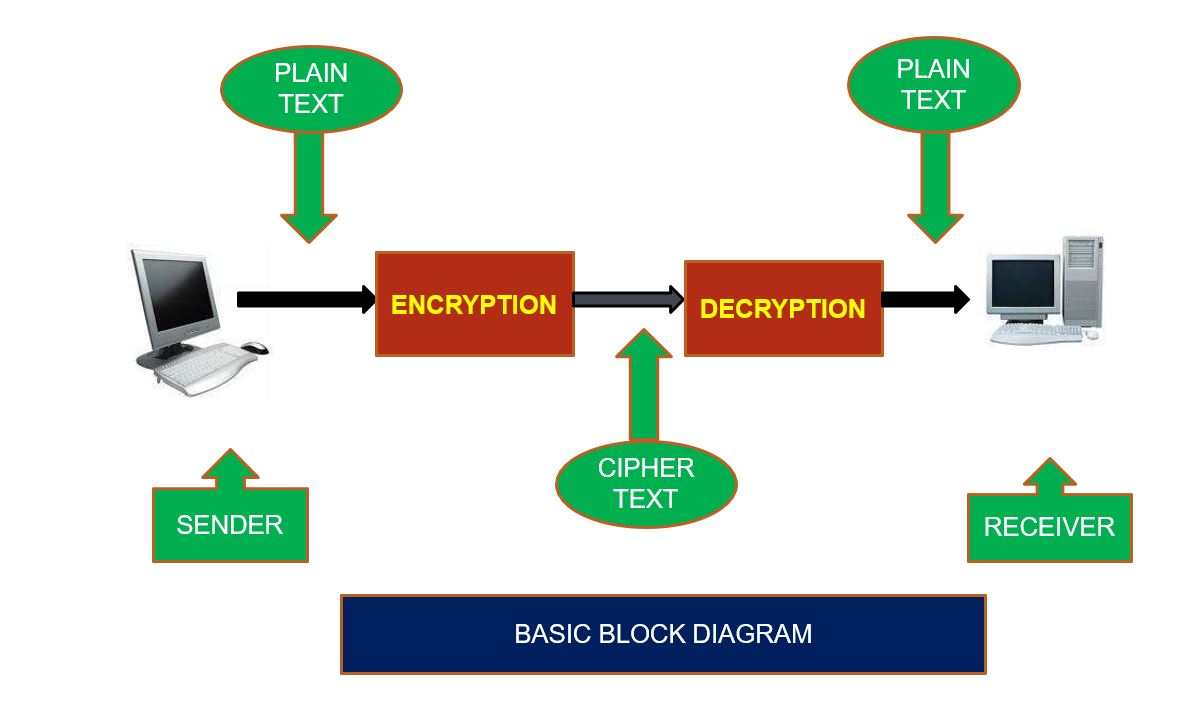 PLAIN
TEXT
PLAIN
TEXT
ENCRYPTION
DECRYPTION
CIPHER
TEXT
SENDER
RECEIVER
BASIC BLOCK DIAGRAM